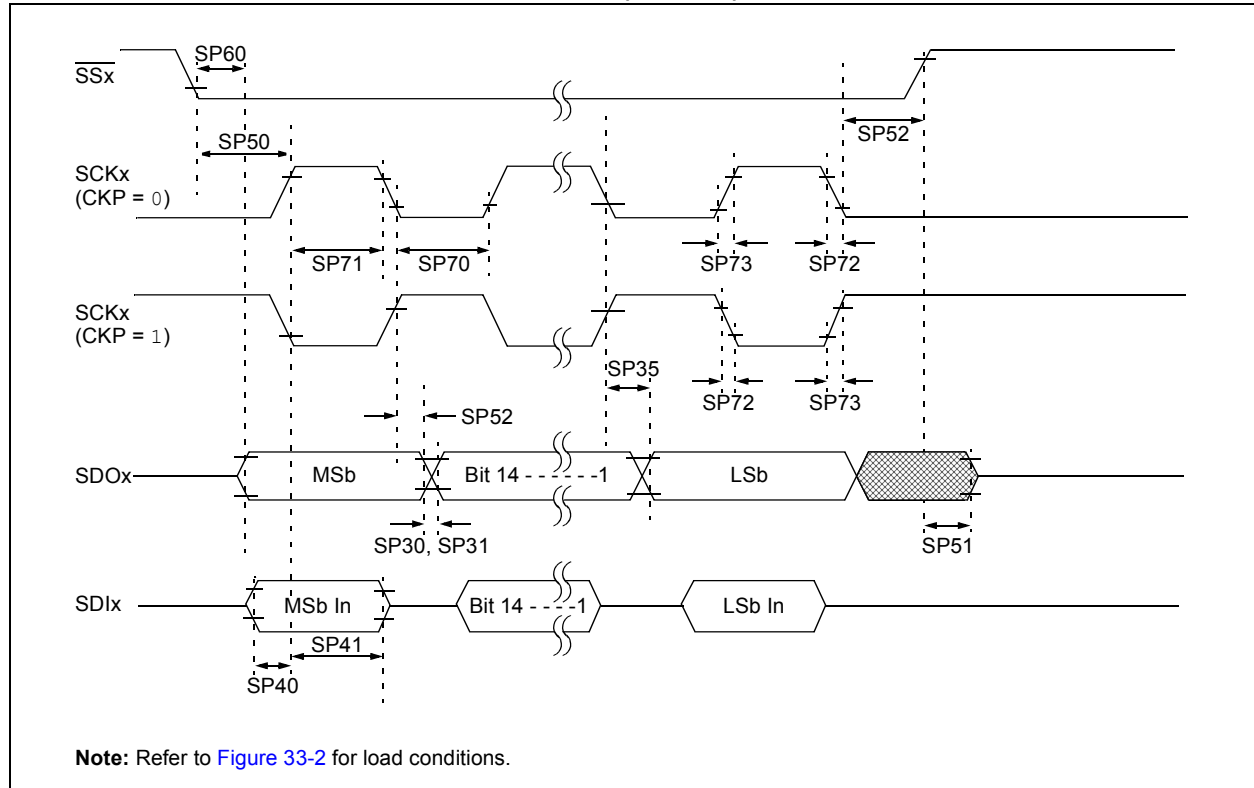 SP60
SSx
SP50
SP52
SCKx
(CKP = 0)
SP71
SP70
SP73
SP72
SCKx
(CKP = 1)
SP35
SP72
SP73
SP52
SDOx
MSb
Bit 14 - - - - - -1
LSb
SP30, SP31
SP51
SDIx
MSb In
Bit 14 - - - -1
LSb In
SP41
SP40
Note: Refer to Figure 33-2 for load conditions.